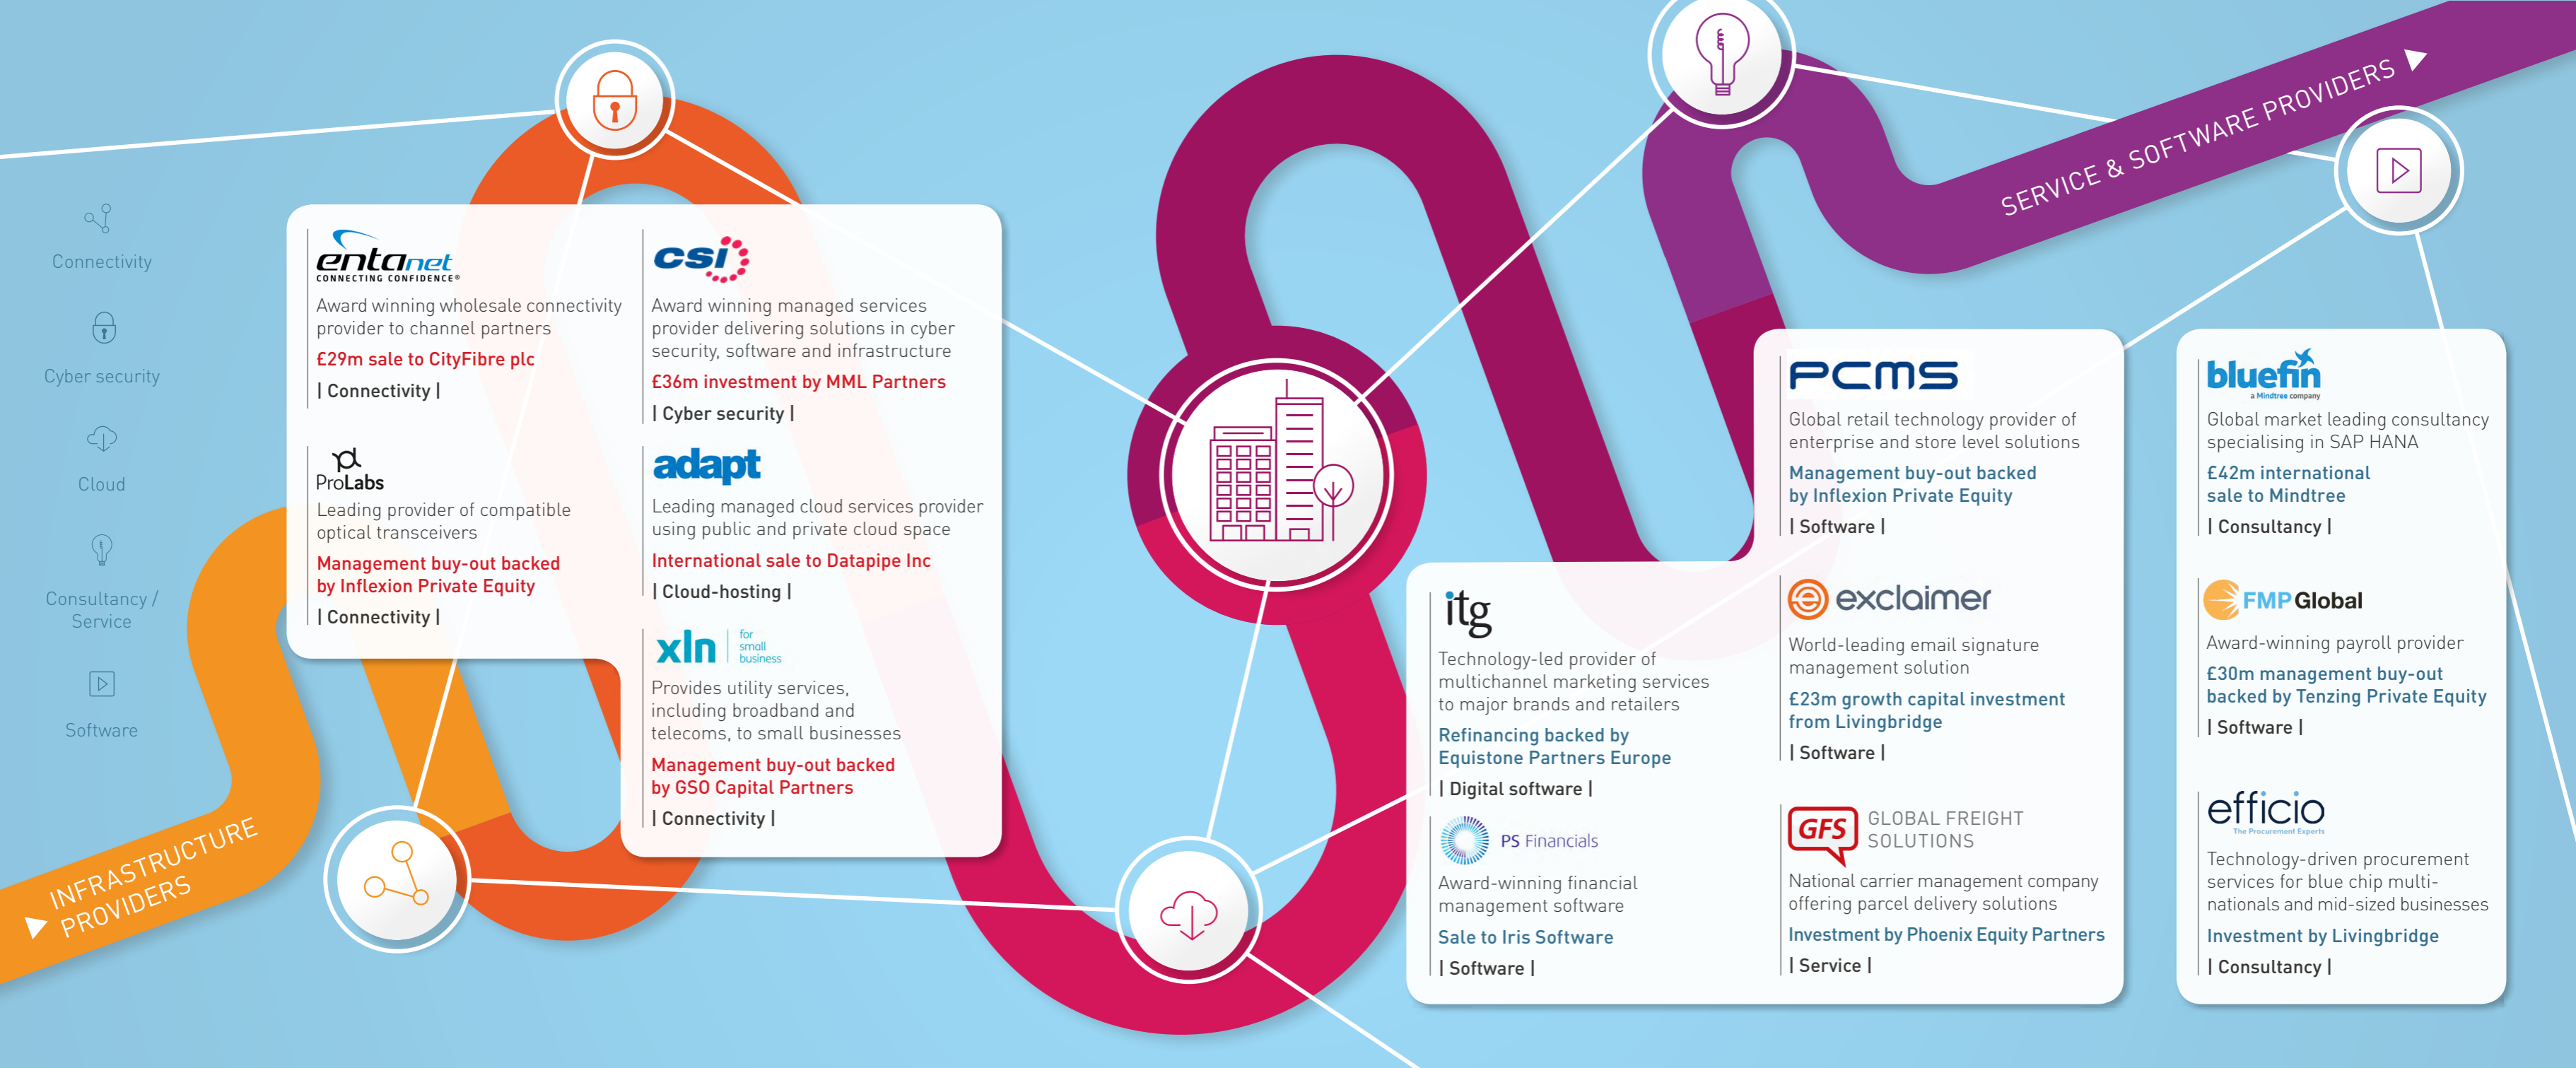 Connectivity
Cyber security
Cloud
Consultancy /
Service
Software
INFRASTRUCTURE
PROVIDERS
entanet
CONNECTING CONFIDENCE®
Award winning wholesale connectivity
provider to channel partners
£29m sale to CityFibre plc
| Connectivity |
ProLabs
Leading provider of compatible
optical transceivers
Management buy-out backed
by Inflexion Private Equity
| Connectivity |
csi
Award winning managed services
provider delivering solutions in cyber
security, software and infrastructure
£36m investment by MML Partners
| Cyber security |
adapt
Leading managed cloud services provider
using public and private cloud space
International sale to Datapipe Inc
| Cloud-hosting |
xln
for
small
business
Provides utility services,
including broadband and
telecoms, to small businesses
Management buy-out backed
by GSO Capital Partners
| Connectivity |
SERVICE & SOFTWARE PROVIDERS
itg
Technology-led provider of
multichannel marketing services
to major brands and retailers
Refinancing backed by
Equistone Partners Europe
| Digital software |
PS Financials
Award-winning financial
management software
Sale to Iris Software
| Software |
PCMS
Global retail technology provider of
enterprise and store level solutions
Management buy-out backed
by Inflexion Private Equity
| Software |
exclaimer
World-leading email signature
management solution
£23m growth capital investment
from Livingbridge
| Software |
GFS
GLOBAL FREIGHT
SOLUTIONS
National carrier management company
offering parcel delivery solutions
Investment by Phoenix Equity Partners
| Service |
bluefin
a Mindtree company
Global market leading consultancy
specialising in SAP HANA
£42m international
sale to Mindtree
| Consultancy |
FMP Global
Award-winning payroll provider
£30m management buy-out
backed by Tenzing Private Equity
| Software |
efficio
The Procurement Experts
Technology-driven procurement
services for blue chip multi-
nationals and mid-sized businesses
Investment by Livingbridge
| Consultancy |